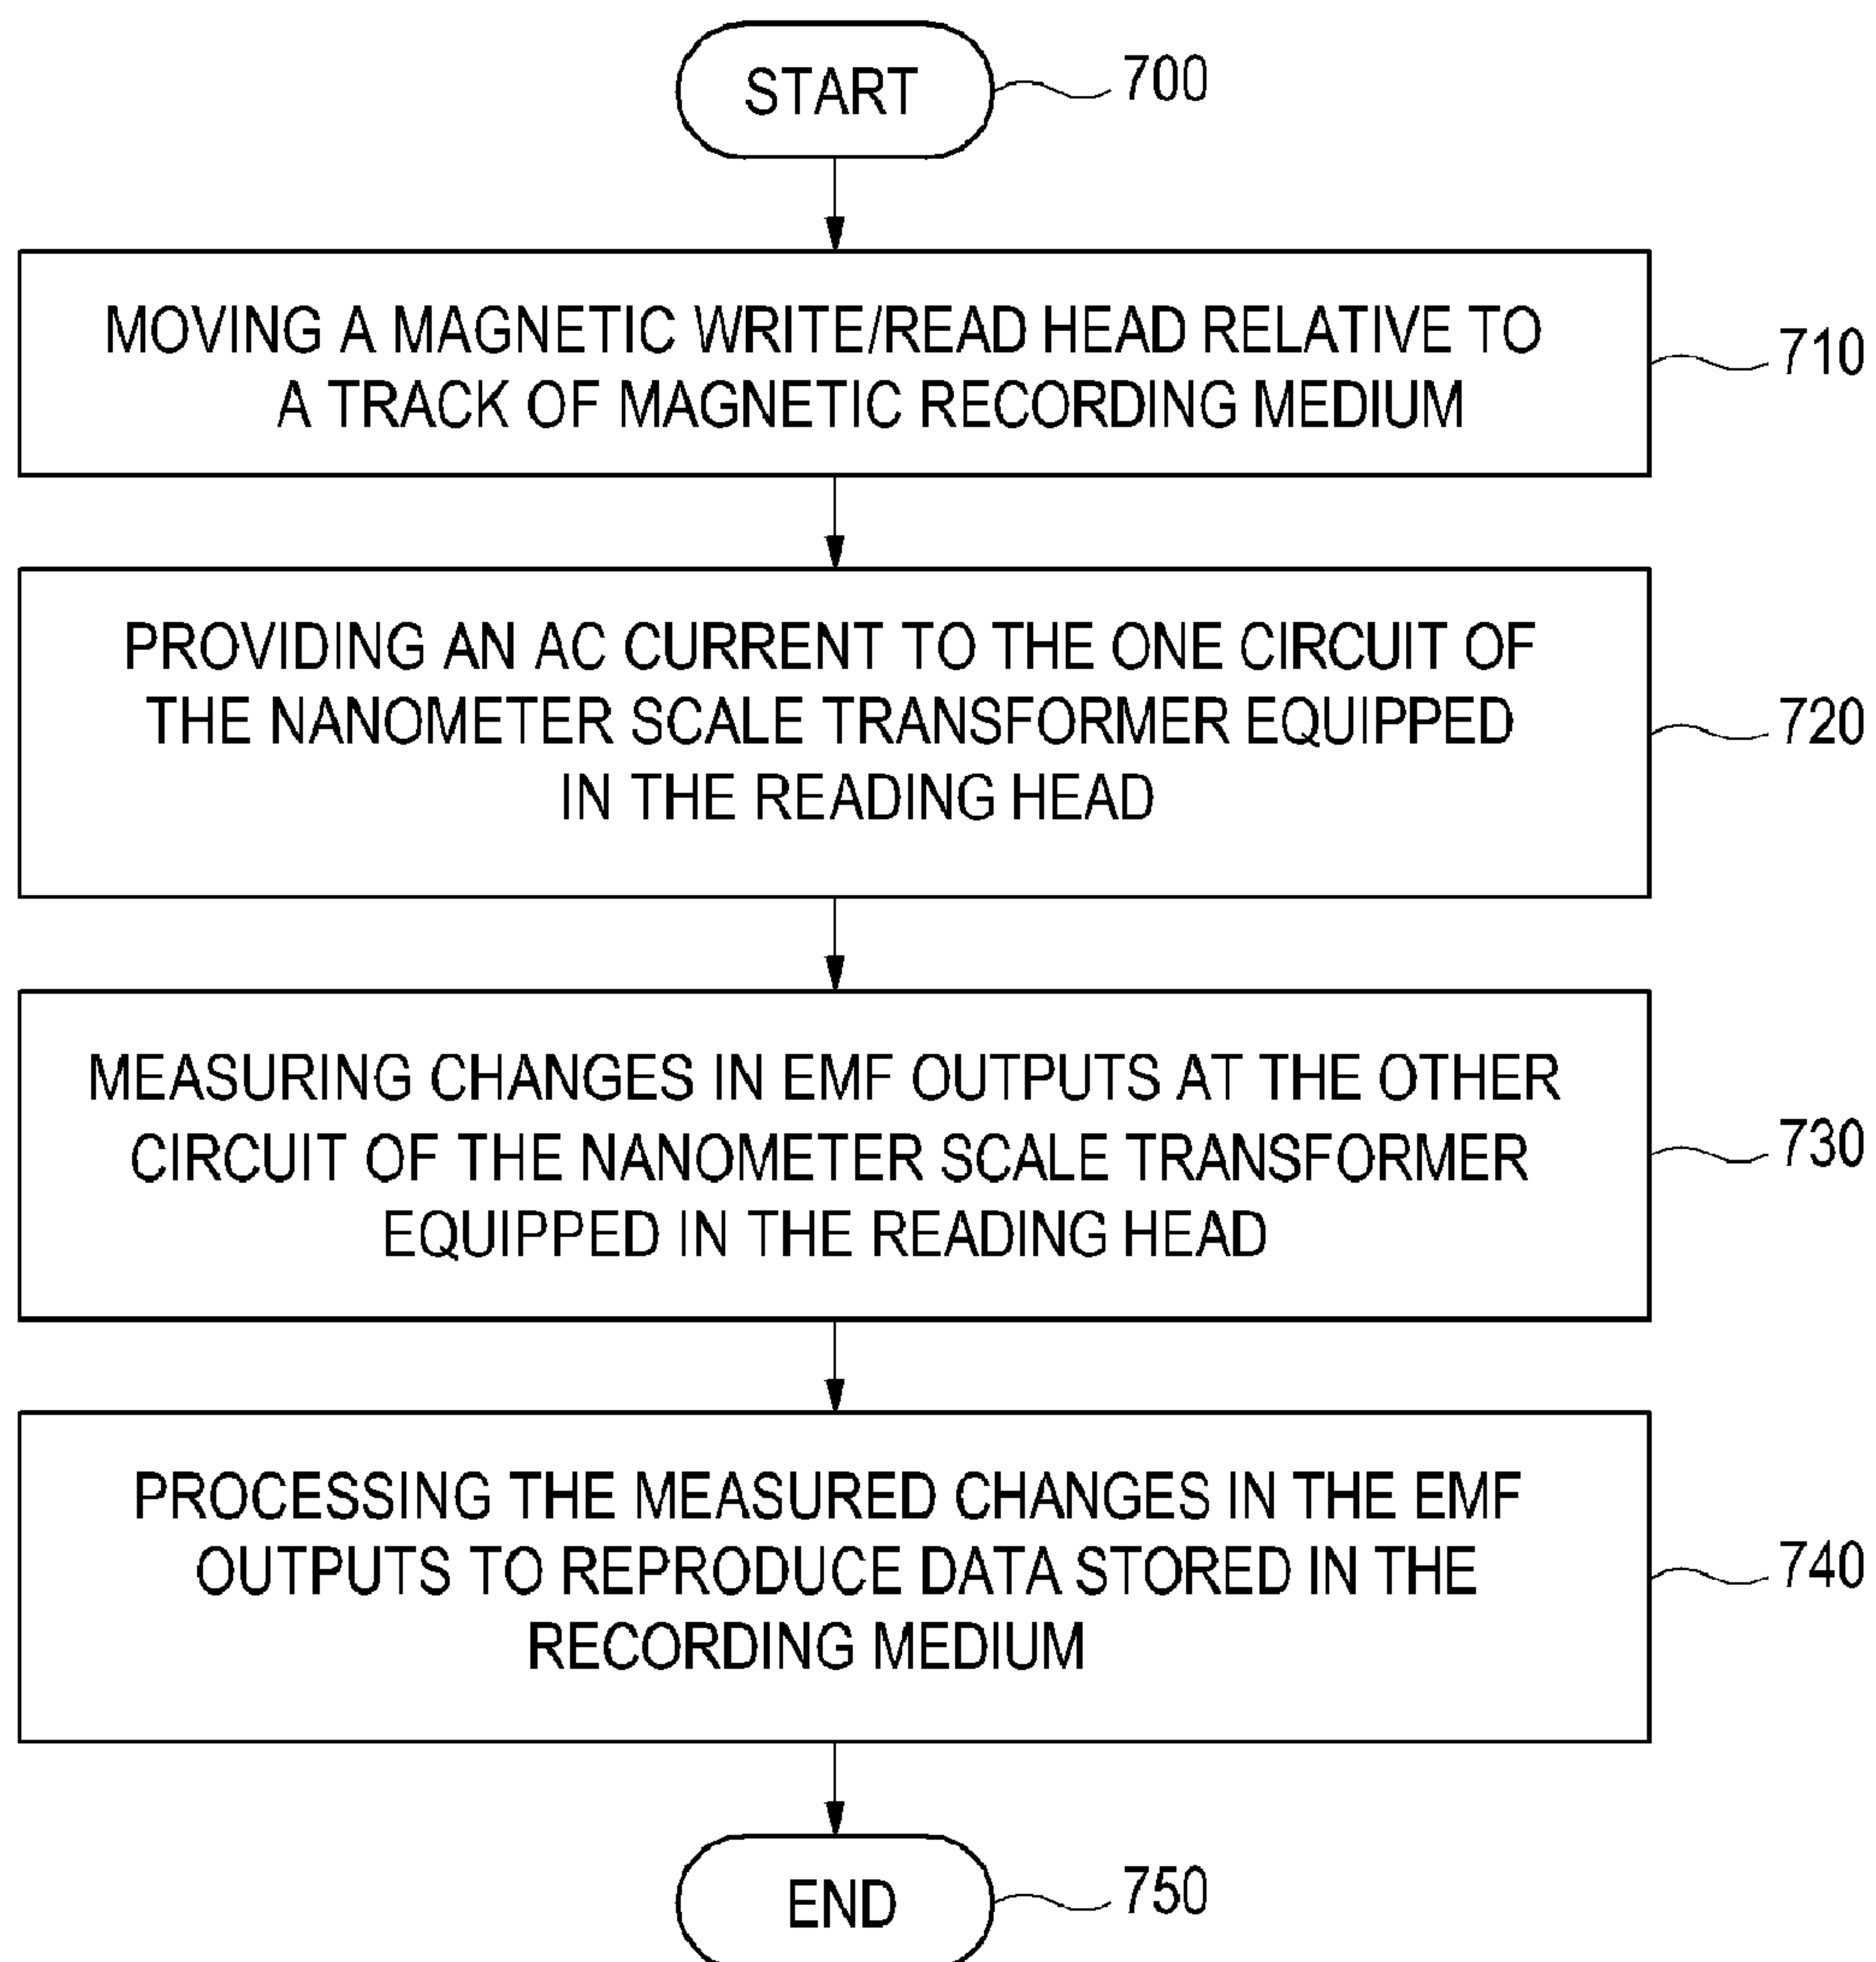 START
700
MOVING A MAGNETIC WRITE/READ HEAD RELATIVE TO
A TRACK OF MAGNETIC RECORDING MEDIUM
710
PROVIDING AN AC CURRENT TO THE ONE CIRCUIT OF
THE NANOMETER SCALE TRANSFORMER EQUIPPED
IN THE READING HEAD
720
MEASURING CHANGES IN EMF OUTPUTS AT THE OTHER
CIRCUIT OF THE NANOMETER SCALE TRANSFORMER
EQUIPPED IN THE READING HEAD
730
PROCESSING THE MEASURED CHANGES IN THE EMF
OUTPUTS TO REPRODUCE DATA STORED IN THE
RECORDING MEDIUM
740
END
750